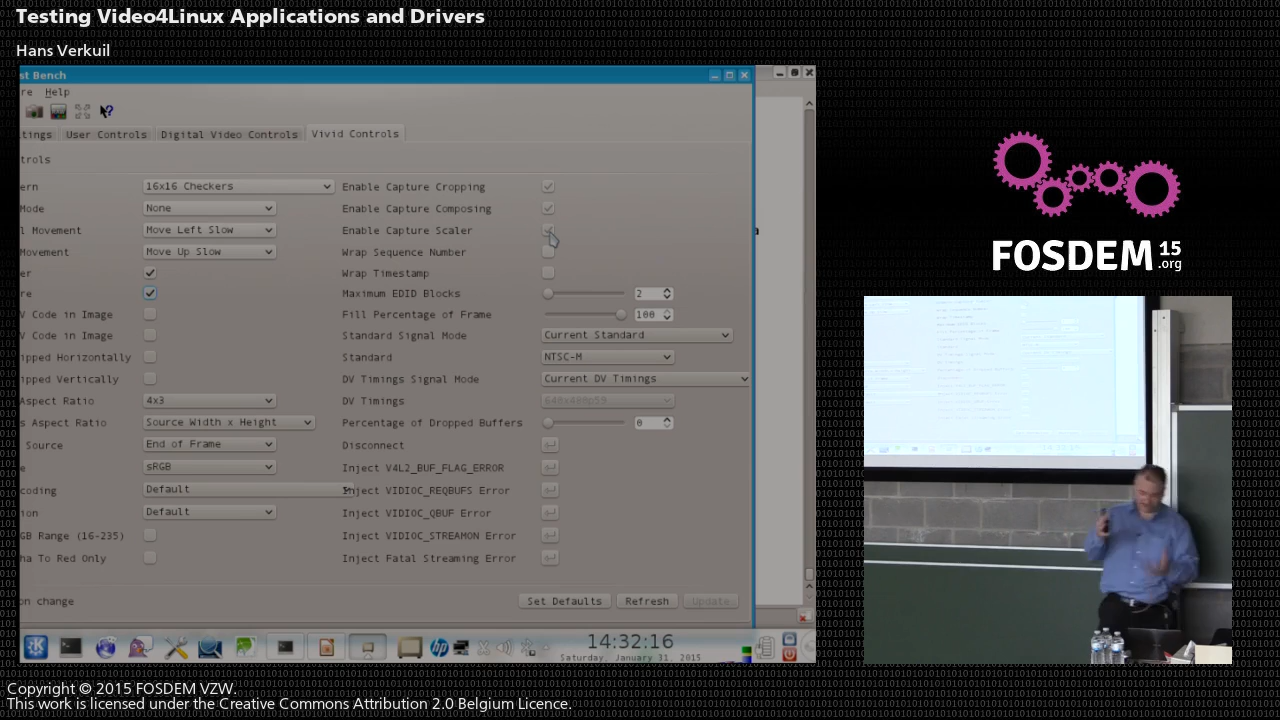 Testing Video4Linux Applications and Drivers
Hans Verkuil
st Bench
re Help
tings User Controls Digital Video Controls Vivid Controls
trols
ern 16x16 Checkers Enable Capture Cropping
Mode None Enable Capture Composing
l Movement Move Left Slow Enable Capture Scaler
Movement Move Up Slow Wrap Sequence Number
er Wrap Timestamp
re Maximum EDID Blocks 2
V Code in Image Fill Percentage of Frame 100
V Code in Image Standard Signal Mode Current Standard
ipped Horizontally Standard NTSC-M
ipped Vertically DV Timings Signal Mode Current DV Timings
Aspect Ratio 4x3 DV Timings 640x480p59
s Aspect Ratio Source Width x Height Percentage of Dropped Buffers 0
Source End of Frame Disconnect
e sRGB Inject V4L2_BUF_FLAG_ERROR
coding Default Inject VIDIOC_REQBUFS Error
ion Default Inject VIDIOC_QBUF Error
GB Range (16-235) Inject VIDIOC_STREAMON Error
ha To Red Only Inject Fatal Streaming Error
on change Set Defaults Refresh Update
14:32:16
Saturday, January 31, 2015
FOSDEM 15
.org
Copyright © 2015 FOSDEM VZW.
This work is licensed under the Creative Commons Attribution 2.0 Belgium Licence.